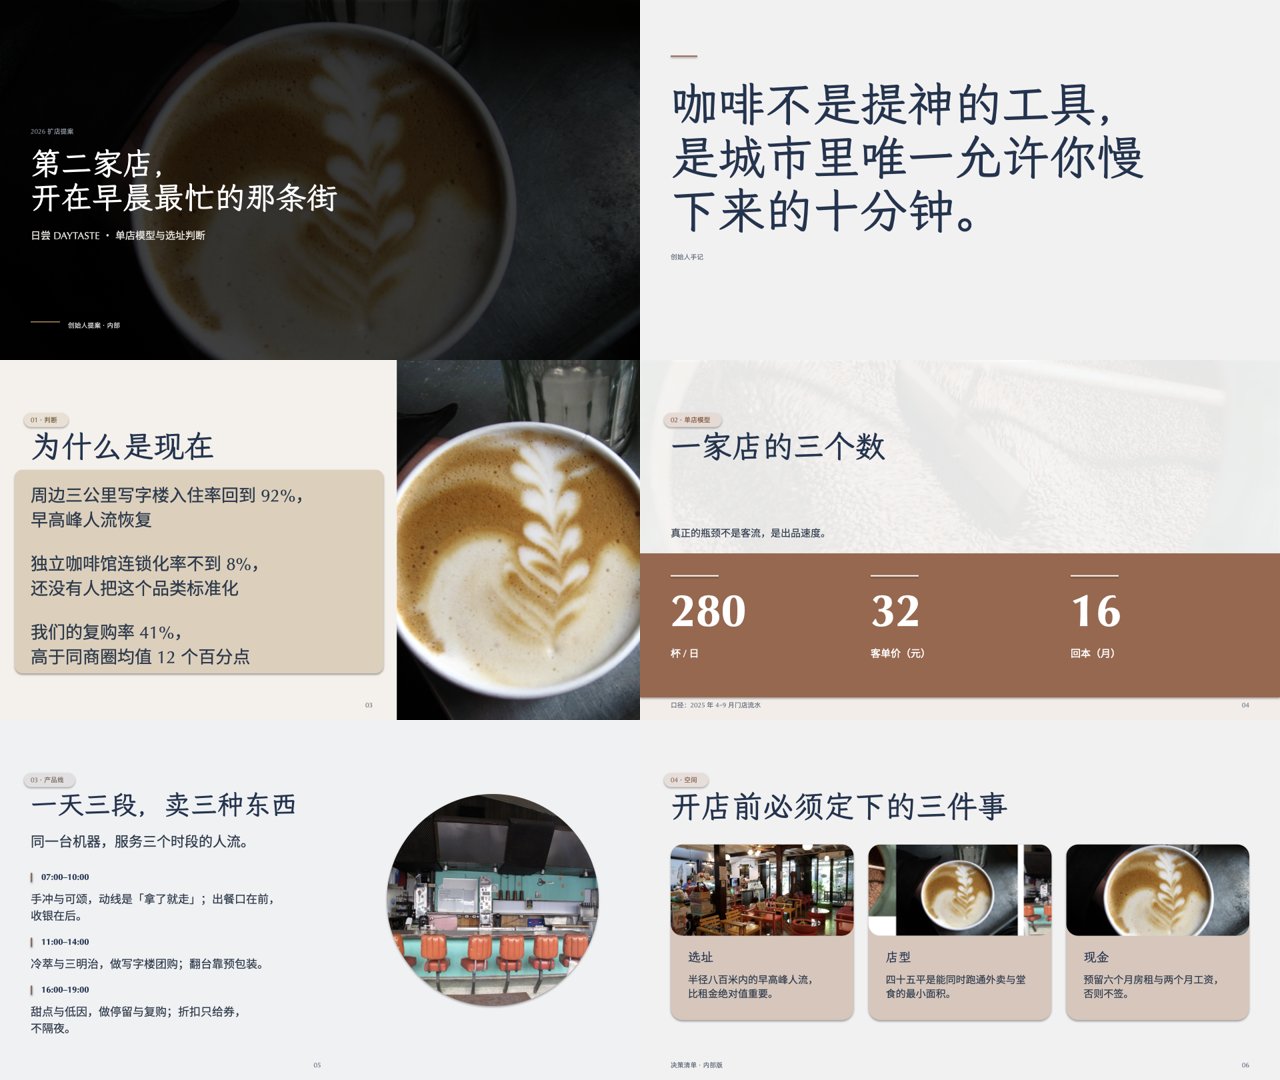 2026 扩店提案
第二家店，
开在早晨最忙的那条街
日尝 DAYTASTE · 单店模型与选址判断
创始人提案 · 内部
咖啡不是提神的工具，
是城市里唯一允许你慢
下来的十分钟。
创始人手记
01 · 判断
为什么是现在
周边三公里写字楼入住率回到 92%，
早高峰人流恢复
独立咖啡馆连锁化率不到 8%，
还没有人把这个品类标准化
我们的复购率 41%，
高于同商圈均值 12 个百分点
03
02 · 单店模型
一家店的三个数
真正的瓶颈不是客流，是出品速度。
280
杯 / 日
32
客单价（元）
16
回本（月）
口径：2025 年 4–9 月门店流水
04
03 · 产品线
一天三段，卖三种东西
同一台机器，服务三个时段的人流。
07:00–10:00
手冲与可颂，动线是「拿了就走」；出餐口在前，
收银在后。
11:00–14:00
冷萃与三明治，做写字楼团购；翻台靠预包装。
16:00–19:00
甜点与低因，做停留与复购；折扣只给券，
不隔夜。
05
04 · 空间
开店前必须定下的三件事
选址
半径八百米内的早高峰人流，
比租金绝对值重要。
店型
四十五平是能同时跑通外卖与堂
食的最小面积。
现金
预留六个月房租与两个月工资，
否则不签。
决策清单 · 内部版
06